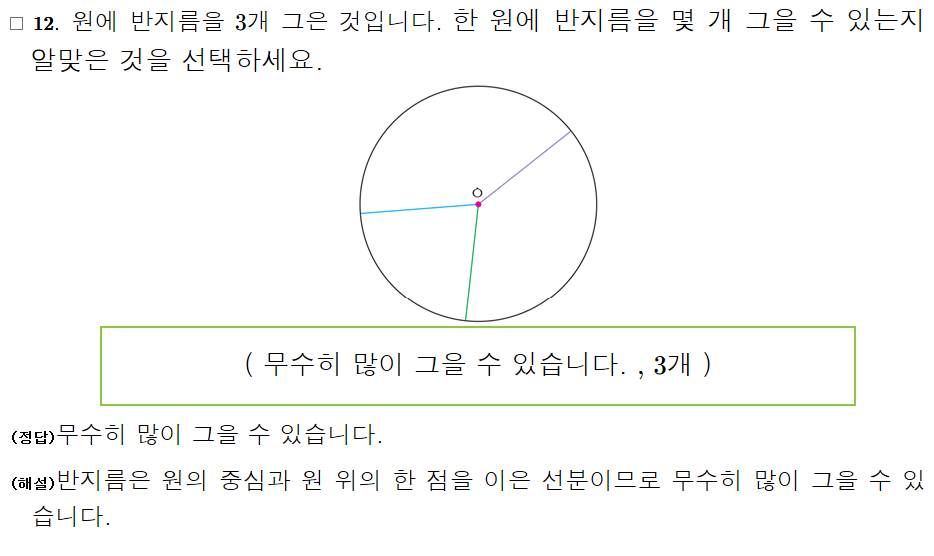 □ 12. 원에 반지름을 3개 그은 것입니다. 한 원에 반지름을 몇 개 그을 수 있는지
알맞은 것을 선택하세요.
ㅇ
( 무수히 많이 그을 수 있습니다. , 3개 )
(정답)무수히 많이 그을 수 있습니다.
(해설)반지름은 원의 중심과 원 위의 한 점을 이은 선분이므로 무수히 많이 그을 수 있
습니다.